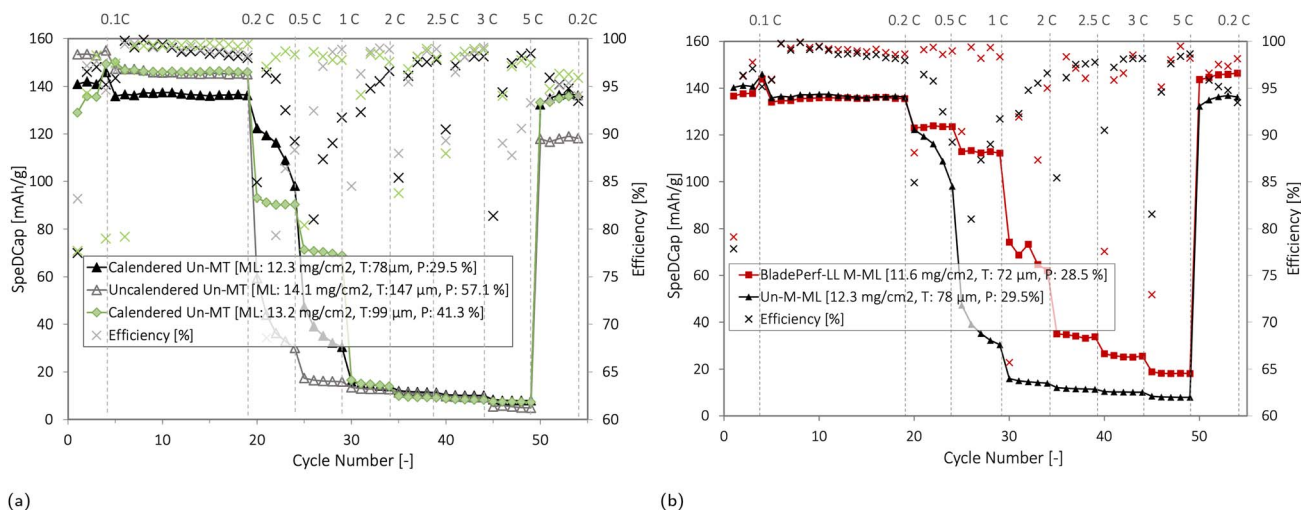 0.1C 0.2 C 0.5 C 1 C 2 C 2.5 C 3 C 5 C 0.2C
160 140 120 100 80 60 40 20 0
SpeDCap [mAh/g]
100 95 90 85 80 75 70 65 60
Efficiency [%]
Calendered Un-MT [ML: 12.3 mg/cm2, T:78µm, P:29.5 %]
Uncalendered Un-MT [ML: 14.1 mg/cm2, T:147 µm, P: 57.1 %]
Calendered Un-MT [ML: 13.2 mg/cm2, T:99 µm, P: 41.3 %]
Efficiency [%]
0 10 20 30 40 50
Cycle Number [-]
(a)
0.1 C 0.2 C 0.5 C 1 C 2 C 2.5 C 3 C 5 C 0.2 C
160 140 120 100 80 60 40 20 0
SpeDCap [mAh/g]
100 95 90 85 80 75 70 65 60
Efficiency [%]
BladePerf-LL M-ML [11.6 mg/cm2, T: 72 µm, P: 28.5 %]
Un-M-ML [12.3 mg/cm2, T: 78 µm, P: 29.5%]
Efficiency [%]
0 10 20 30 40 50
Cycle Number [-]
(b)